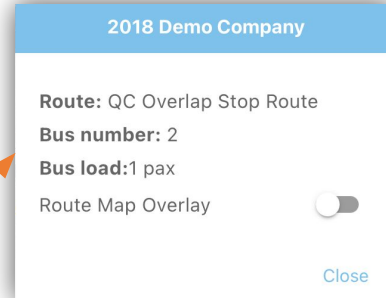 2018 Demo Company
Route: QC Overlap Stop Route
Bus number: 2
Bus load:1 pax
Route Map Overlay
Close